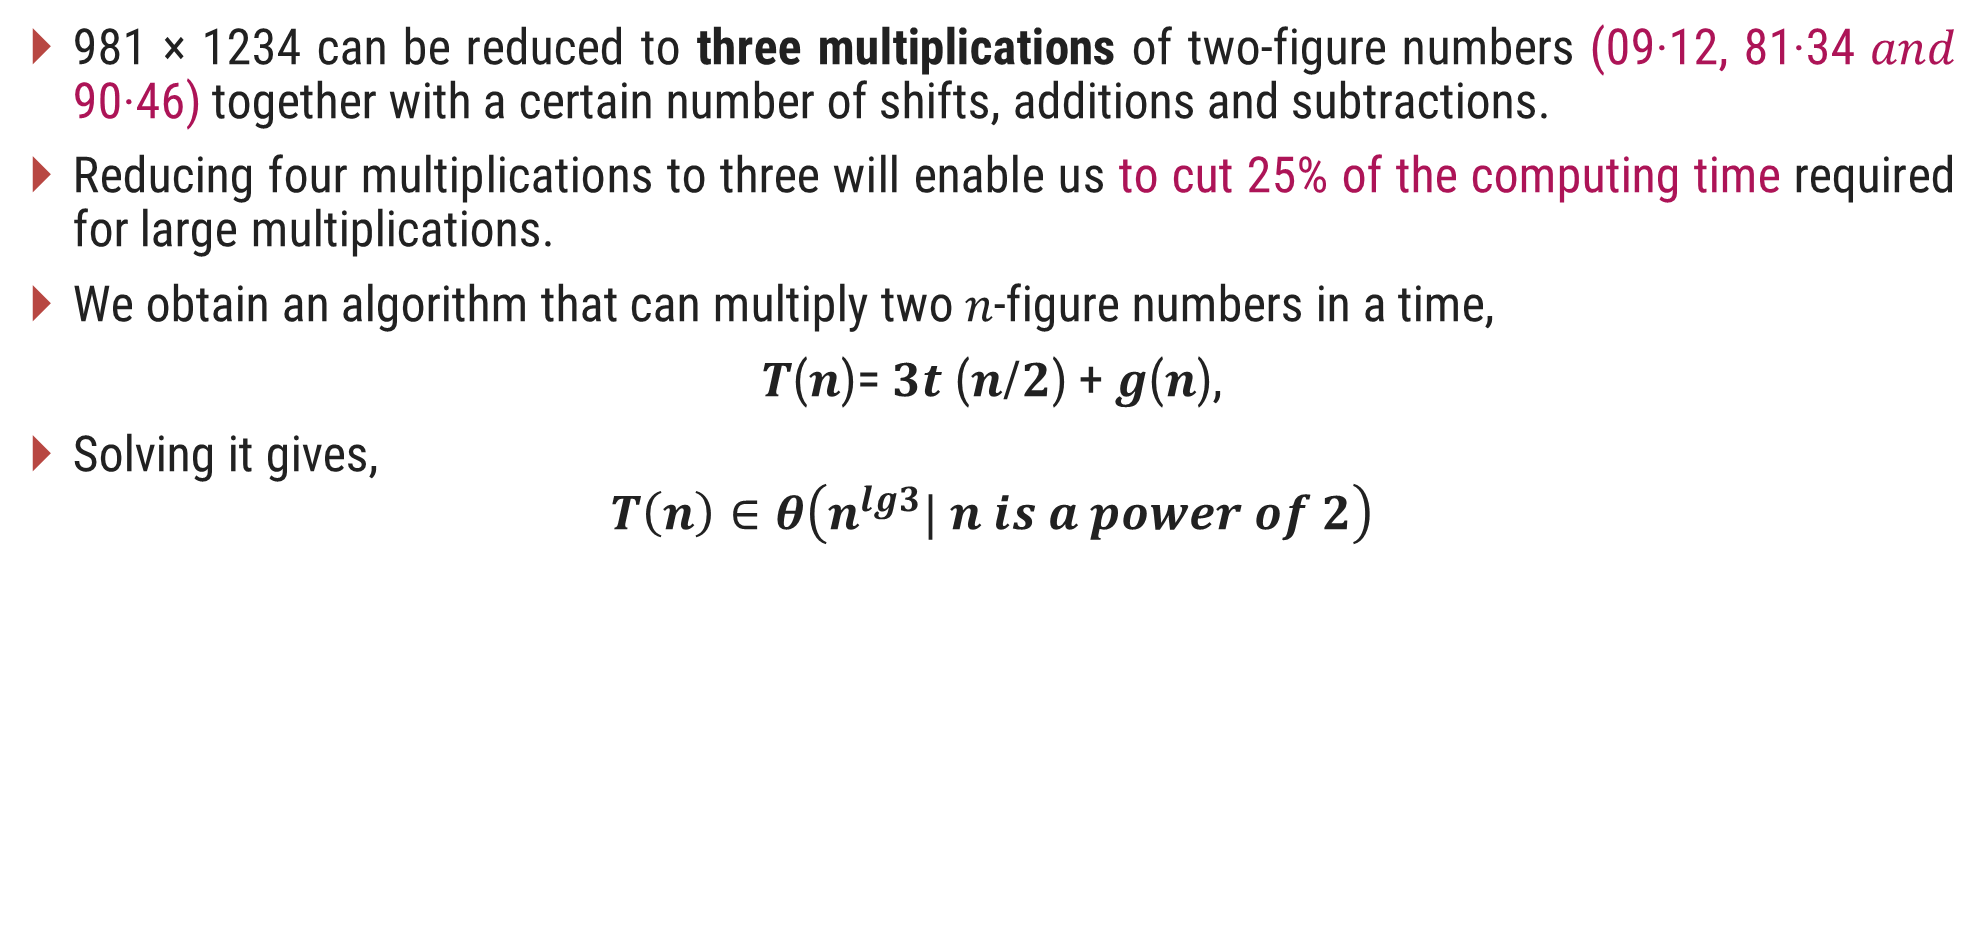 981 × 1234 can be reduced to three multiplications of two-figure numbers (09·12, 81·34 and
90·46) together with a certain number of shifts, additions and subtractions.
Reducing four multiplications to three will enable us to cut 25% of the computing time required
for large multiplications.
We obtain an algorithm that can multiply two n-figure numbers in a time,
T(n)= 3t (n/2) + g(n),
Solving it gives,
T(n) ∈ θ(n^{lg3} | n is a power of 2)